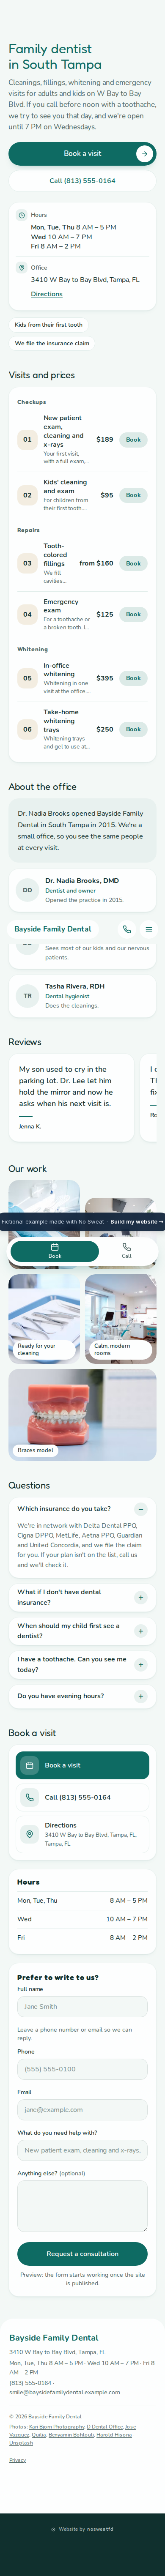 Family dentist
in South Tampa
Cleanings, fillings, whitening and emergency
visits for adults and kids on W Bay to Bay
Blvd. If you call before noon with a toothache,
we try to see you that day, and we're open
until 7 PM on Wednesdays.
Book a visit
Call (813) 555-0164
Hours
Mon, Tue, Thu 8 AM – 5 PM
Wed 10 AM – 7 PM
Fri 8 AM – 2 PM
Office
3410 W Bay to Bay Blvd, Tampa, FL
Directions
Kids from their first tooth
We file the insurance claim
Visits and prices
Checkups
01
New patient
exam,
cleaning and
x-rays
Your first visit,
with a full exam,…
$189
Book
02
Kids' cleaning
and exam
For children from
their first tooth…
$95
Book
Repairs
03
Tooth-
colored
fillings
We fill
cavities…
from $160
Book
04
Emergency
exam
For a toothache or
a broken tooth. I…
$125
Book
Whitening
05
In-office
whitening
Whitening in one
visit at the office…
$395
Book
06
Take-home
whitening
trays
Whitening trays
and gel to use at…
$250
Book
About the office
Dr. Nadia Brooks opened Bayside Family
Dental in South Tampa in 2015. We're a
small office, so you see the same people
at every visit.
DD
Dr. Nadia Brooks, DMD
Dentist and owner
Opened the practice in 2015.
Bayside Family Dental
Sees most of our kids and our nervous
patients.
TR
Tasha Rivera, RDH
Dental hygienist
Does the cleanings.
Reviews
My son used to cry in the
parking lot. Dr. Lee let him
hold the mirror and now he
asks when his next visit is.
Jenna K.
Our work
Fictional example made with No Sweat
Build my website →
Book
Call
Ready for your
cleaning
Calm, modern
rooms
Braces model
Questions
Which insurance do you take?
We're in network with Delta Dental PPO,
Cigna DPPO, MetLife, Aetna PPO, Guardian
and United Concordia, and we file the claim
for you. If your plan isn't on the list, call us
and we'll check it.
What if I don't have dental
insurance?
When should my child first see a
dentist?
I have a toothache. Can you see me
today?
Do you have evening hours?
Book a visit
Book a visit
Call (813) 555-0164
Directions
3410 W Bay to Bay Blvd, Tampa, FL,
Tampa, FL
Hours
Mon, Tue, Thu 8 AM – 5 PM
Wed 10 AM – 7 PM
Fri 8 AM – 2 PM
Prefer to write to us?
Full name
Jane Smith
Leave a phone number or email so we can
reply.
Phone
(555) 555-0100
Email
jane@example.com
What do you need help with?
New patient exam, cleaning and x-rays,
Anything else? (optional)
Request a consultation
Preview: the form starts working once the site
is published.
Bayside Family Dental
3410 W Bay to Bay Blvd, Tampa, FL
Mon, Tue, Thu 8 AM – 5 PM · Wed 10 AM – 7 PM · Fri 8
AM – 2 PM
(813) 555-0164 ·
smile@baysidefamilydental.example.com
© 2026 Bayside Family Dental
Photos: Karl Bjorn Photography, D Dental Office, Jose
Vazquez, Quilia, Benyamin Bohlouli, Harold Hisona ·
Unsplash
Privacy
Website by nosweatfd